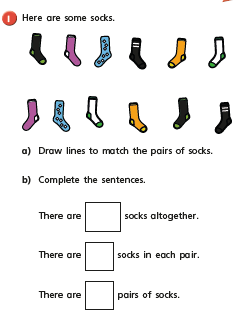 1 Here are some socks.
a) Draw lines to match the pairs of socks.
b) Complete the sentences.
There are socks altogether.
There are socks in each pair.
There are pairs of socks.